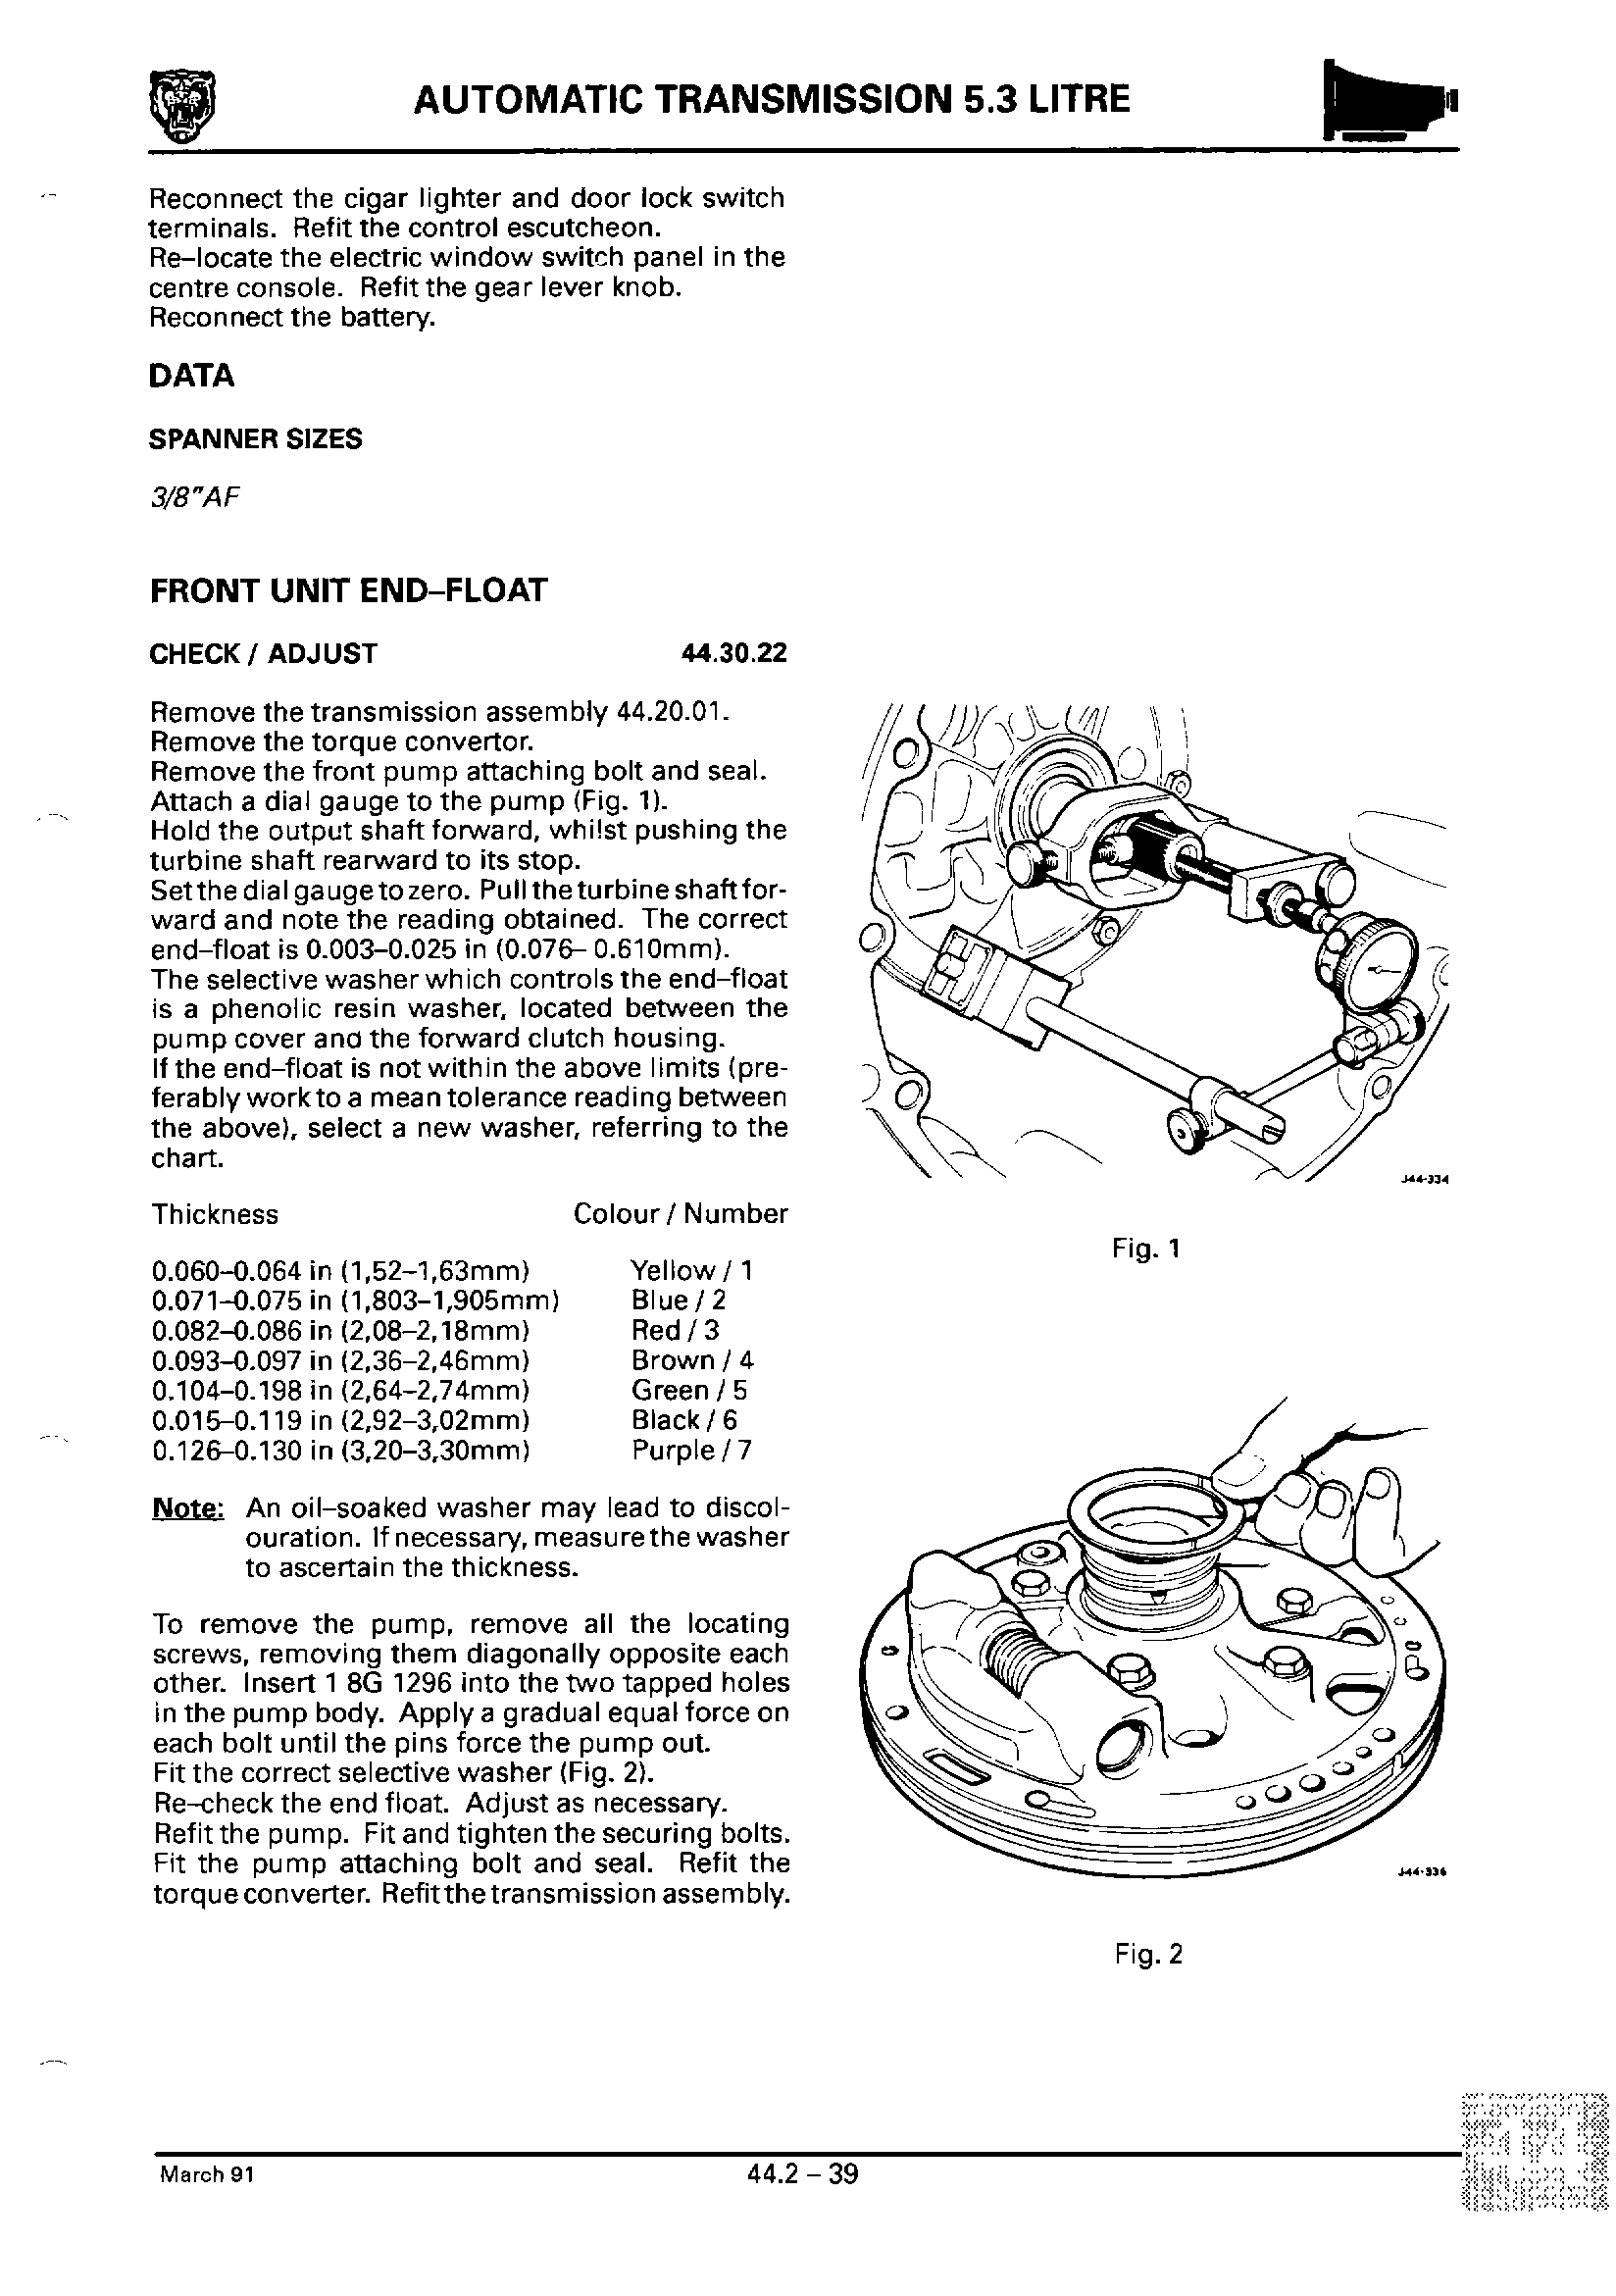 AUTOMATIC TRANSMISSION 5.3 LITRE
Reconnect the cigar lighter and door lock switch
terminals. Refit the control escutcheon.
Re–locate the electric window switch panel in the
centre console. Refit the gear lever knob.
Reconnect the battery.
DATA
SPANNER SIZES
3/8"AF
FRONT UNIT END–FLOAT
CHECK / ADJUST 44.30.22
Remove the transmission assembly 44.20.01.
Remove the torque convertor.
Remove the front pump attaching bolt and seal.
Attach a dial gauge to the pump (Fig. 1).
Hold the output shaft forward, whilst pushing the
turbine shaft rearward to its stop.
Set the dial gauge to zero. Pull the turbine shaft for-
ward and note the reading obtained. The correct
end–float is 0.003–0.025 in (0.076– 0.610mm).
The selective washer which controls the end–float
is a phenolic resin washer, located between the
pump cover and the forward clutch housing.
If the end–float is not within the above limits (pre-
ferably work to a mean tolerance reading between
the above), select a new washer, referring to the
chart.
Thickness Colour / Number
0.060–0.064 in (1,52–1,63mm) Yellow / 1
0.071–0.075 in (1,803–1,905mm) Blue / 2
0.082–0.086 in (2,08–2,18mm) Red / 3
0.093–0.097 in (2,36–2,46mm) Brown / 4
0.104–0.198 in (2,64–2,74mm) Green / 5
0.015–0.119 in (2,92–3,02mm) Black / 6
0.126–0.130 in (3,20–3,30mm) Purple / 7
Note: An oil–soaked washer may lead to discol-
ouration. If necessary, measure the washer
to ascertain the thickness.
To remove the pump, remove all the locating
screws, removing them diagonally opposite each
other. Insert 1 8G 1296 into the two tapped holes
in the pump body. Apply a gradual equal force on
each bolt until the pins force the pump out.
Fit the correct selective washer (Fig. 2).
Re–check the end float. Adjust as necessary.
Refit the pump. Fit and tighten the securing bolts.
Fit the pump attaching bolt and seal. Refit the
torque converter. Refit the transmission assembly.
J44-334
Fig. 1
J44-336
Fig. 2
March 91
44.2 – 39